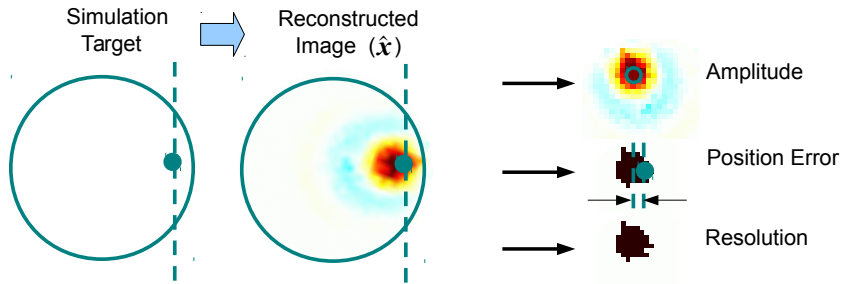 Simulation
Target
Reconstructed
Image (x̂)
Amplitude
Position Error
Resolution